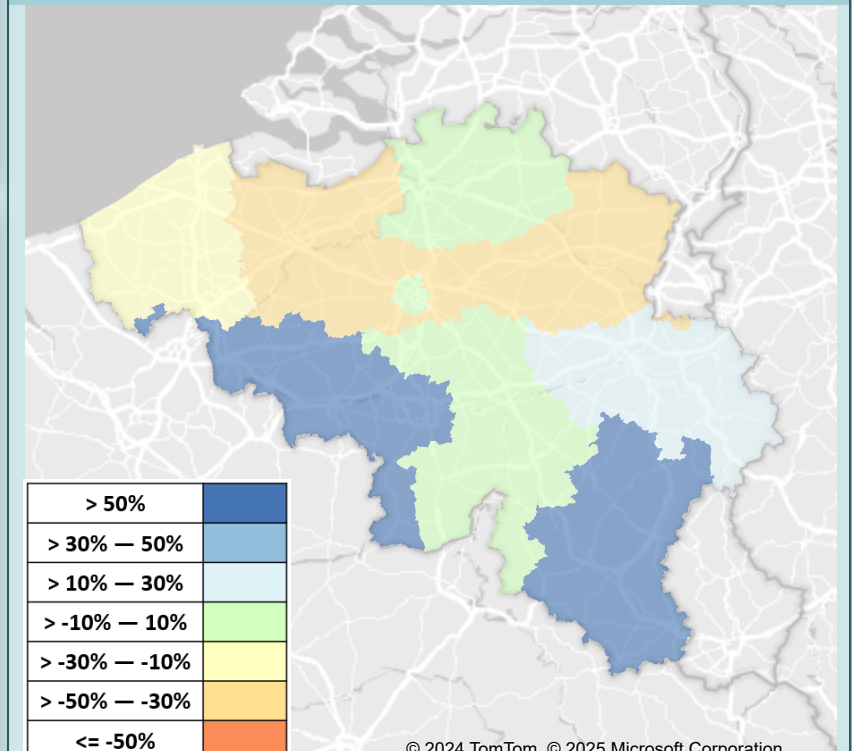 > 50%
> 30% — 50%
> 10% — 30%
> -10% — 10%
> -30% — -10%
> -50% — -30%
<= -50%
© 2024 TomTom, © 2025 Microsoft Corporation